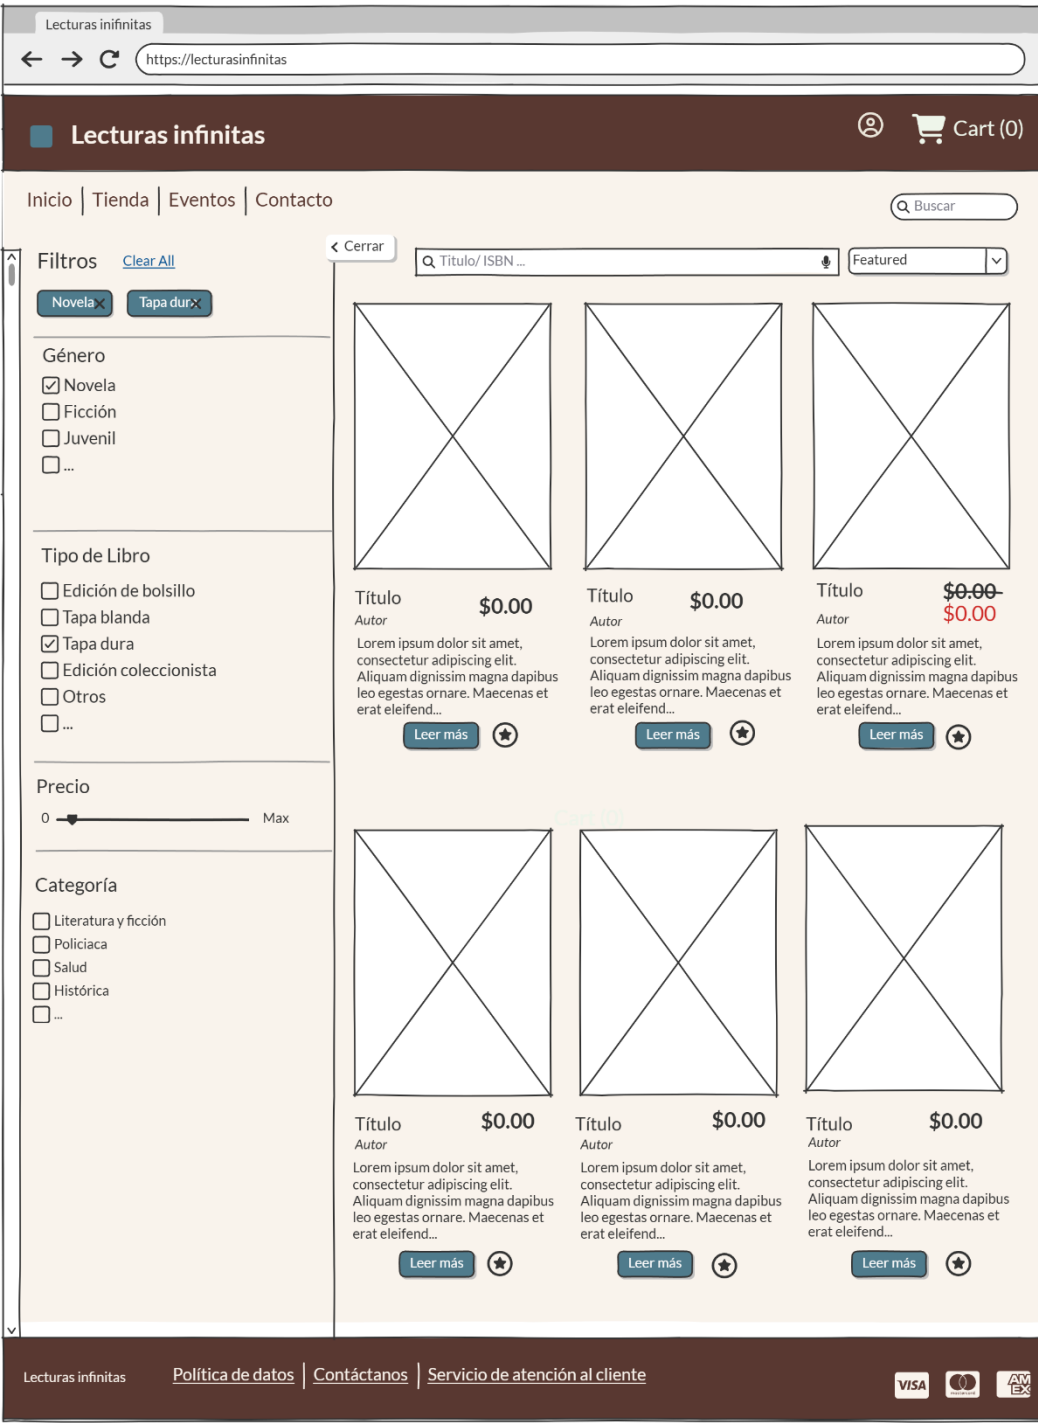 Lecturas inifinitas
https://lecturasinfinitas
Lecturas infinitas
Cart (0)
Inicio | Tienda | Eventos | Contacto
Buscar
Filtros
Clear All
Novela
Tapa dura
Género
Novela
Ficción
Juvenil
...
Tipo de Libro
Edición de bolsillo
Tapa blanda
Tapa dura
Edición coleccionista
Otros
...
Precio
0
Max
Categoría
Literatura y ficción
Policiaca
Salud
Histórica
...
Cerrar
Titulo/ ISBN ...
Featured
Título
$0.00
Autor
Lorem ipsum dolor sit amet,
consectetur adipiscing elit.
Aliquam dignissim magna dapibus
leo egestas ornare. Maecenas et
erat eleifend...
Leer más
Título
$0.00
Autor
Lorem ipsum dolor sit amet,
consectetur adipiscing elit.
Aliquam dignissim magna dapibus
leo egestas ornare. Maecenas et
erat eleifend...
Leer más
Título
$0.00
$0.00
Autor
Lorem ipsum dolor sit amet,
consectetur adipiscing elit.
Aliquam dignissim magna dapibus
leo egestas ornare. Maecenas et
erat eleifend...
Leer más
Cart (0)
Título
$0.00
Autor
Lorem ipsum dolor sit amet,
consectetur adipiscing elit.
Aliquam dignissim magna dapibus
leo egestas ornare. Maecenas et
erat eleifend...
Leer más
Título
$0.00
Autor
Lorem ipsum dolor sit amet,
consectetur adipiscing elit.
Aliquam dignissim magna dapibus
leo egestas ornare. Maecenas et
erat eleifend...
Leer más
Título
$0.00
Autor
Lorem ipsum dolor sit amet,
consectetur adipiscing elit.
Aliquam dignissim magna dapibus
leo egestas ornare. Maecenas et
erat eleifend...
Leer más
Lecturas infinitas
Política de datos | Contáctanos | Servicio de atención al cliente
VISA
AM
EX